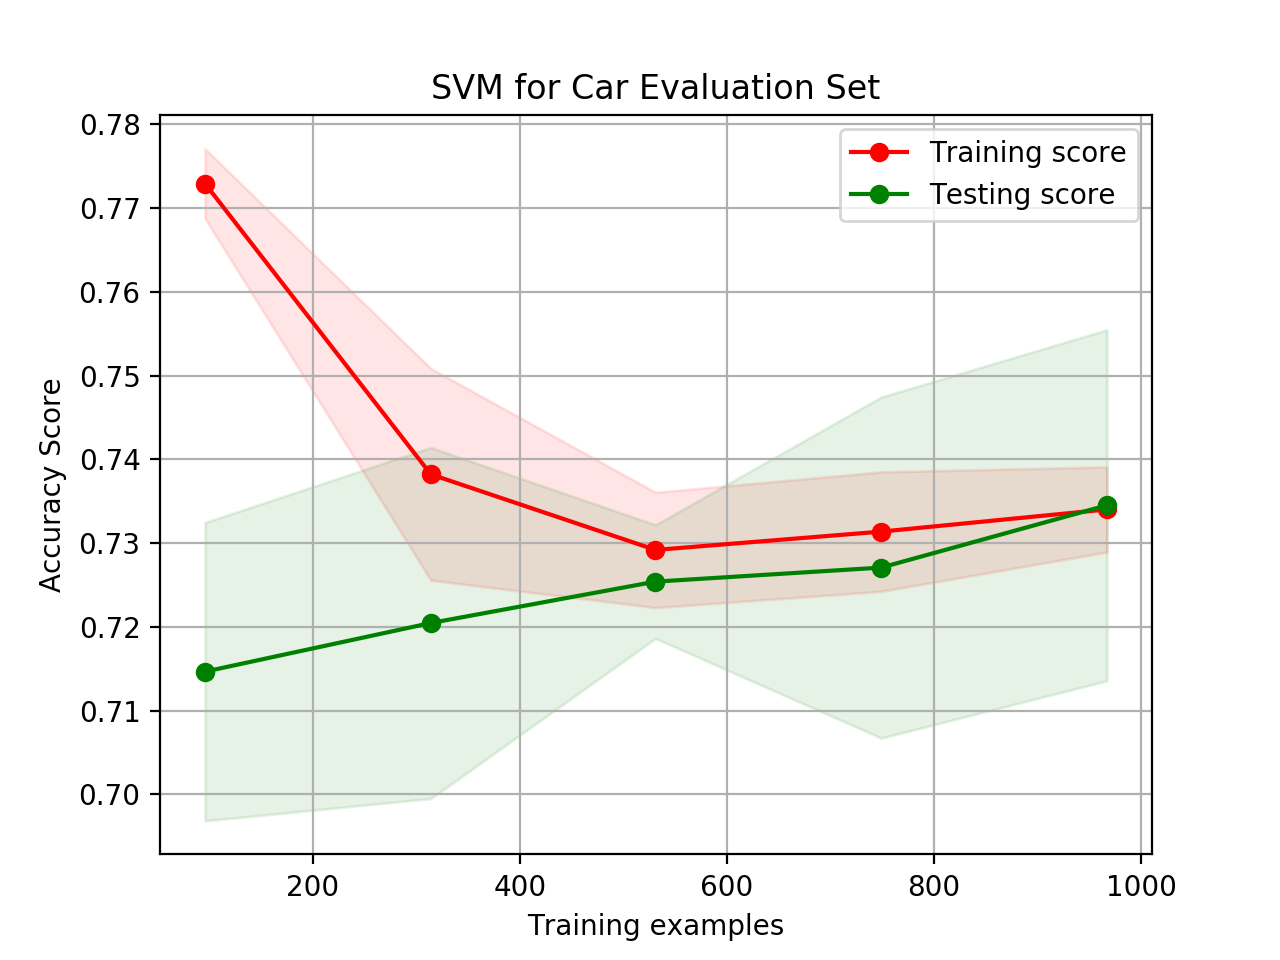 SVM for Car Evaluation Set
Training score
Testing score
0.78
0.77
0.76
0.75
0.74
0.73
0.72
0.71
0.70
Accuracy Score
200 400 600 800 1000
Training examples